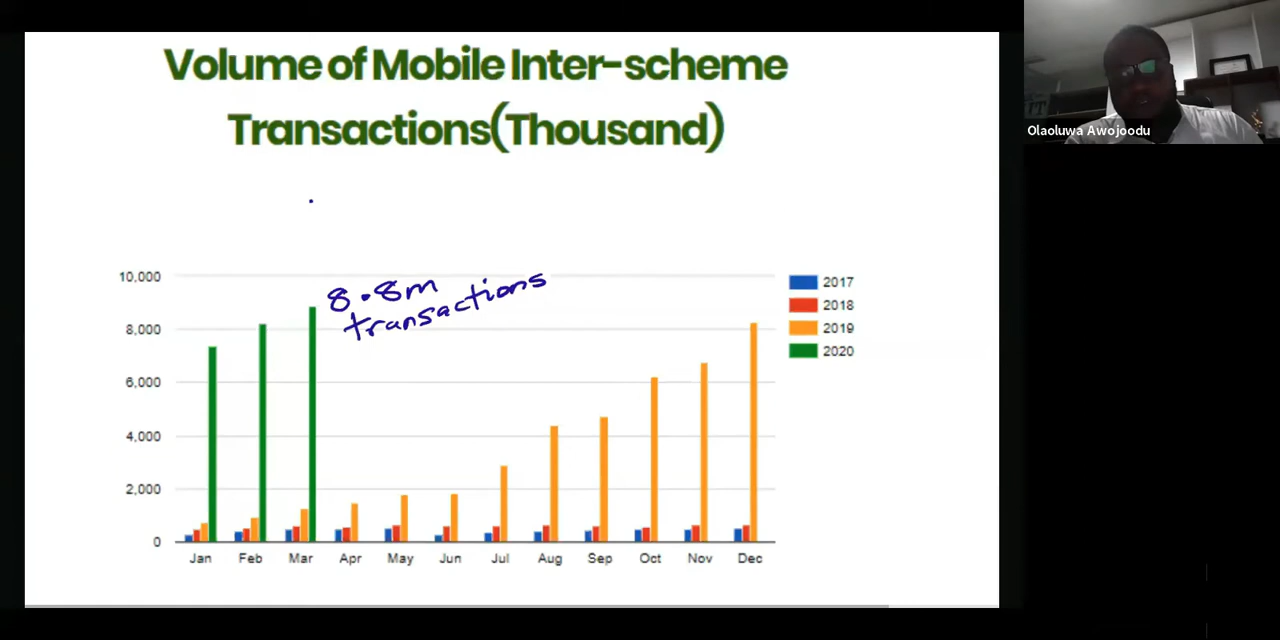 Volume of Mobile Inter-scheme
Transactions(Thousand)
Olaoluwa Awojoodu
10,000
8,000
6,000
4,000
2,000
0
8.8m
transactions
2017
2018
2019
2020
Jan Feb Mar Apr May Jun Jul Aug Sep Oct Nov Dec